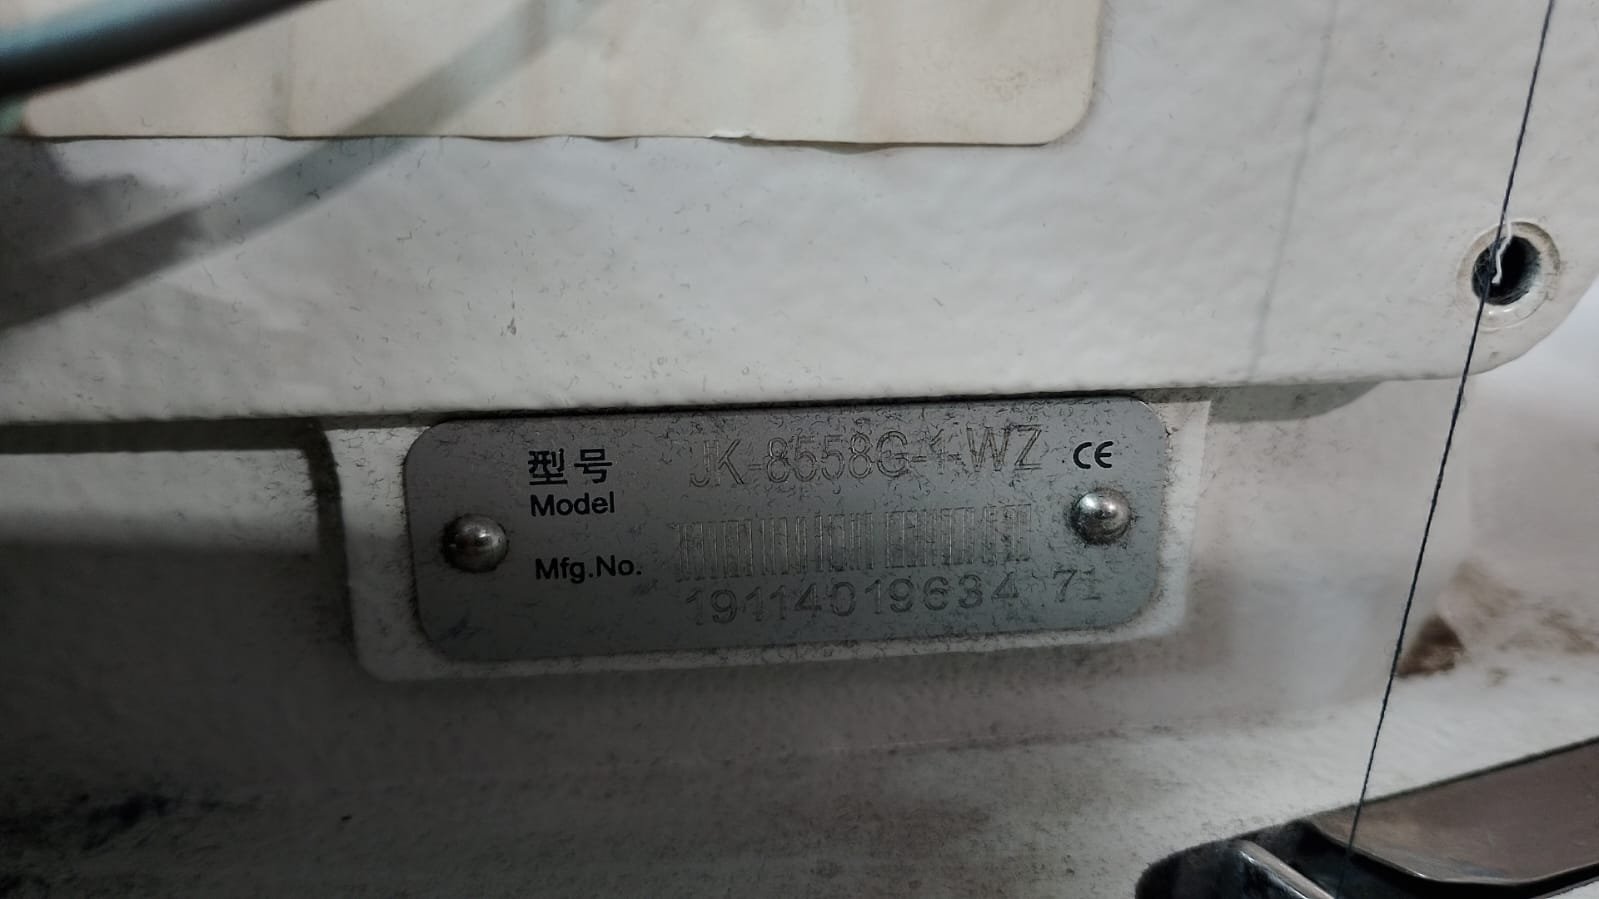 型号 JK-8558G-1-WZ CE
Model
Mfg.No.
19114019634 71